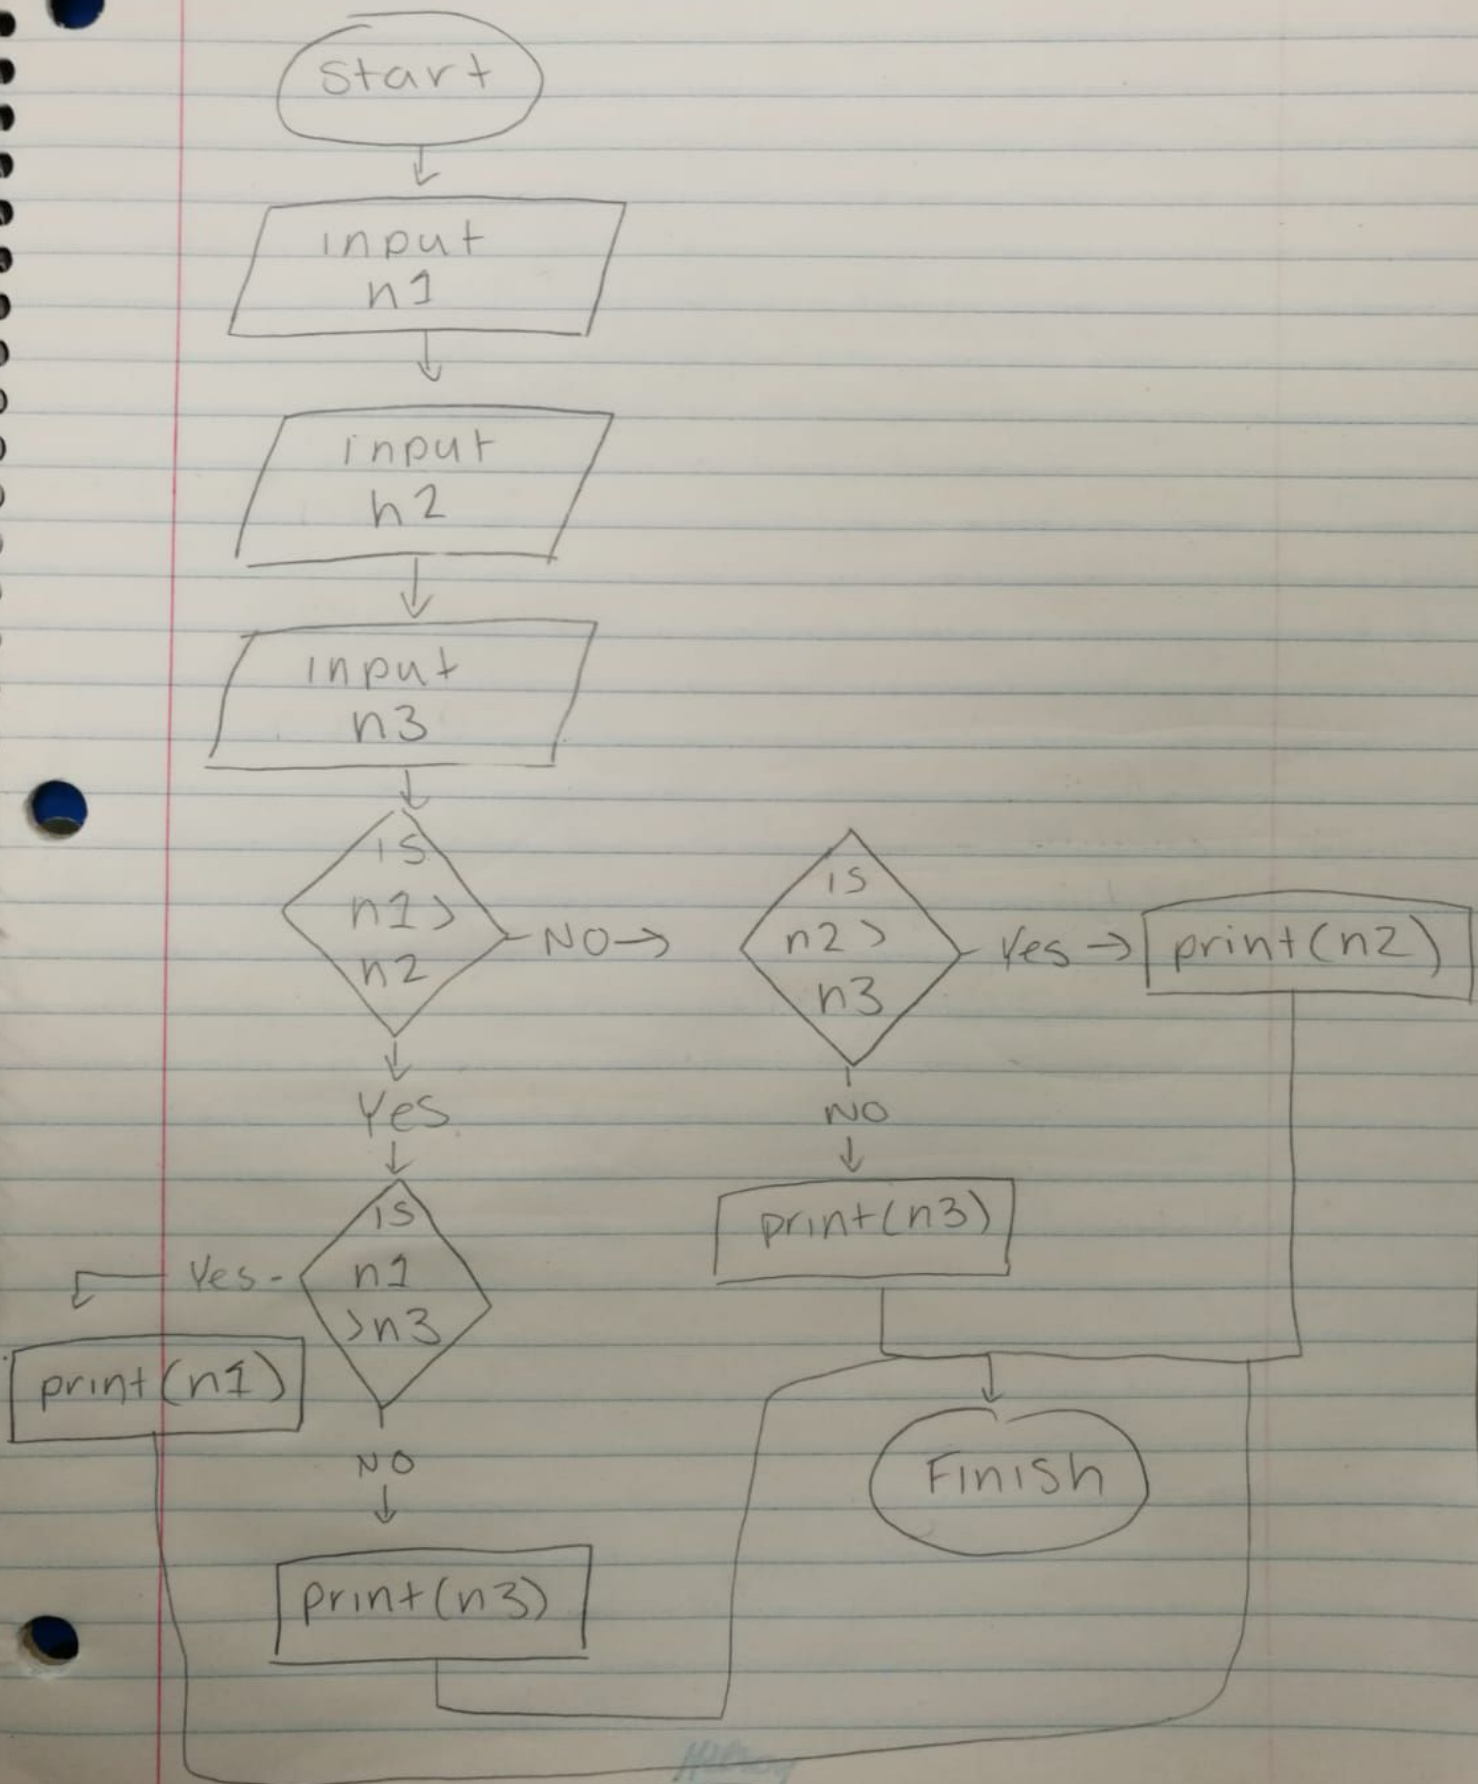 Start
input
n1
input
n2
input
n3
is
n1>
n2
NO
is
n2>
n3
Yes
print(n2)
Yes
NO
print(n3)
is
n1
>n3
Yes
print(n1)
NO
print(n3)
Finish
Hilroy